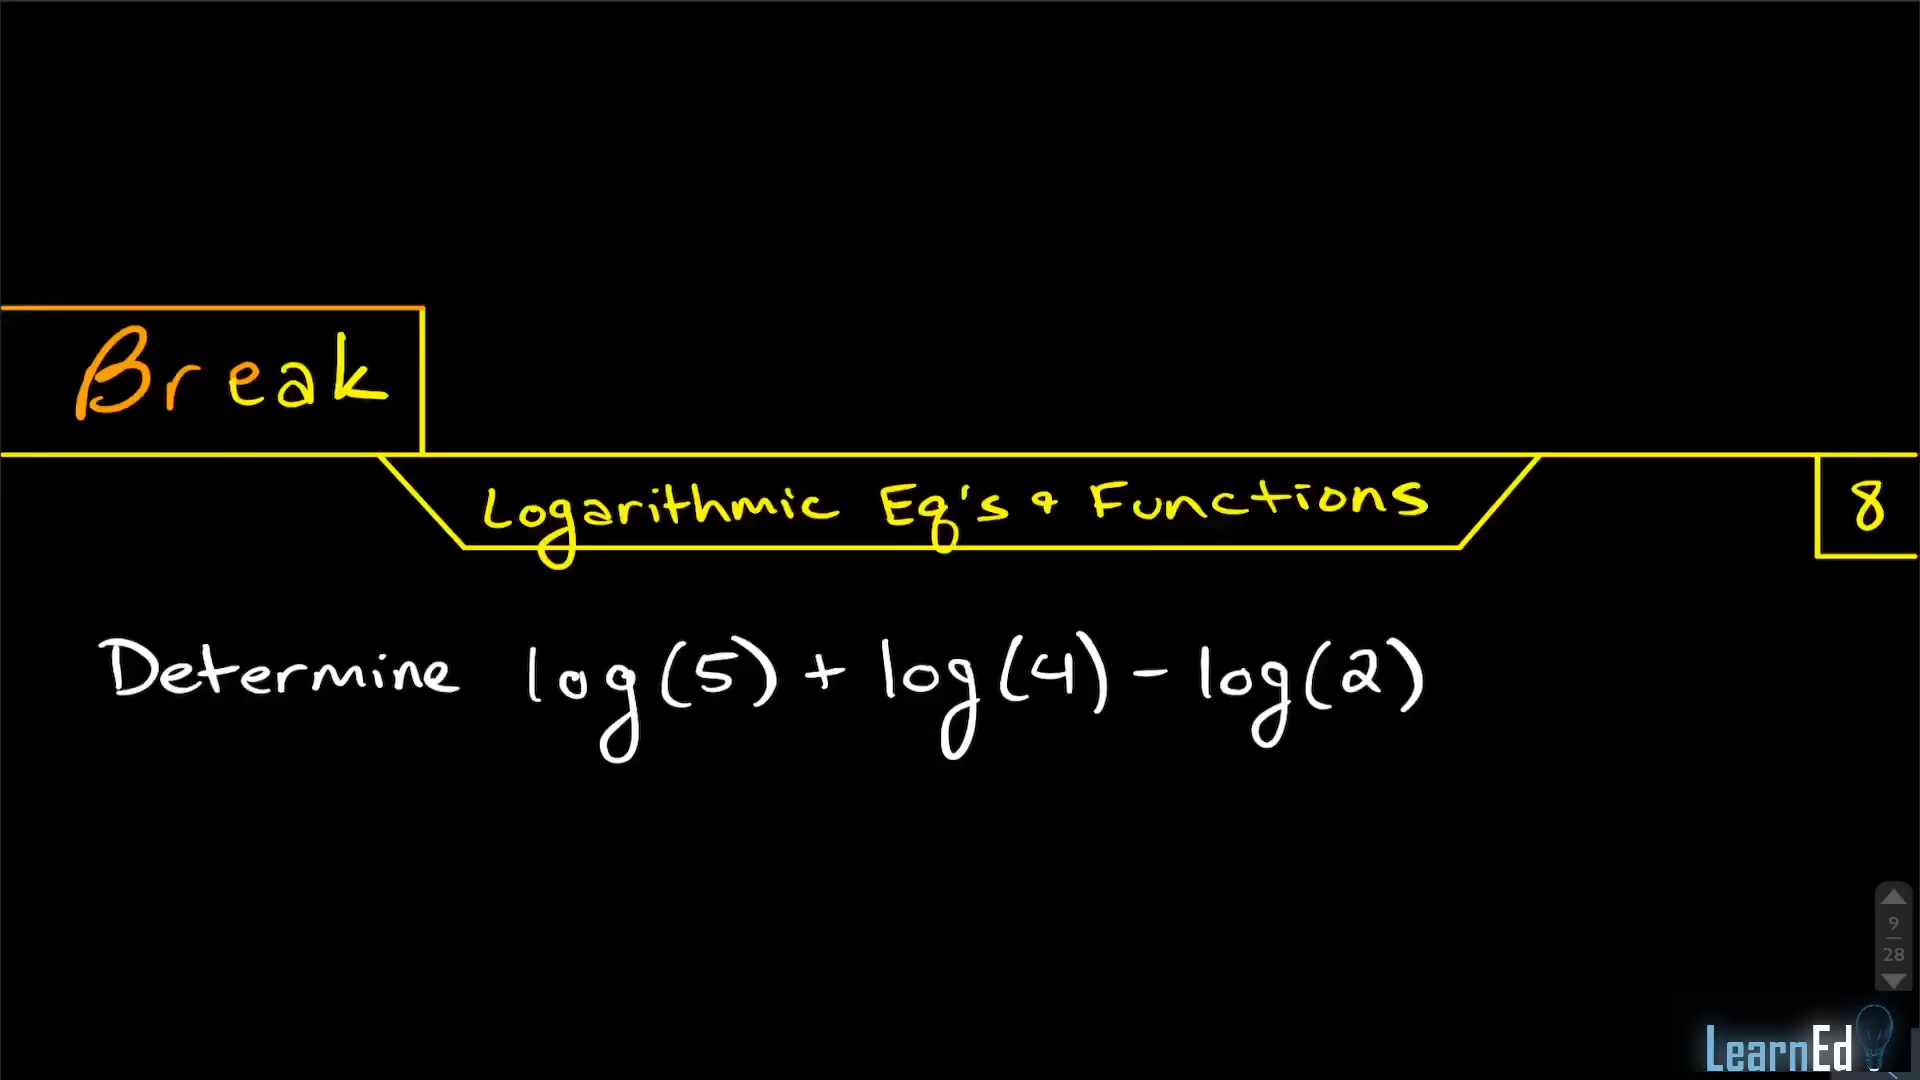 Break
Logarithmic Eq's & Functions
8
Determine log(5) + log(4) - log(2)
9
28
LearnEd